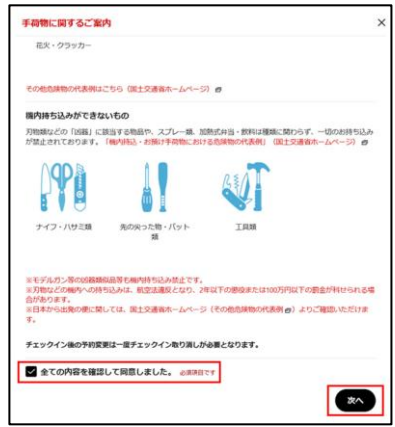 手荷物に関するご案内
×
花火・クラッカー
その他危険物の代表例はこちら（国土交通省ホームページ）
機内持ち込みができないもの
刃物類などの「凶器」に該当する物品や、スプレー類、加熱式弁当・飲料は種類に関わらず、一切のお持ち込み
が禁止されております。「機内持込・お預け手荷物における危険物の代表例」（国土交通省ホームページ）
ナイフ・ハサミ類
先の尖った物・バット
類
工具類
※モデルガン等の凶器類似品等も機内持ち込み禁止です。
※刃物などの機内への持ち込みは、航空法違反となり、2年以下の懲役または100万円以下の罰金が科せられる場
合があります。
※日本から出発の便に関しては、国土交通省ホームページ（その他危険物の代表例）よりご確認いただけま
す。
チェックイン後の予約変更は一度チェックイン取り消しが必要となります。
全ての内容を確認して同意しました。 必須項目です
次へ